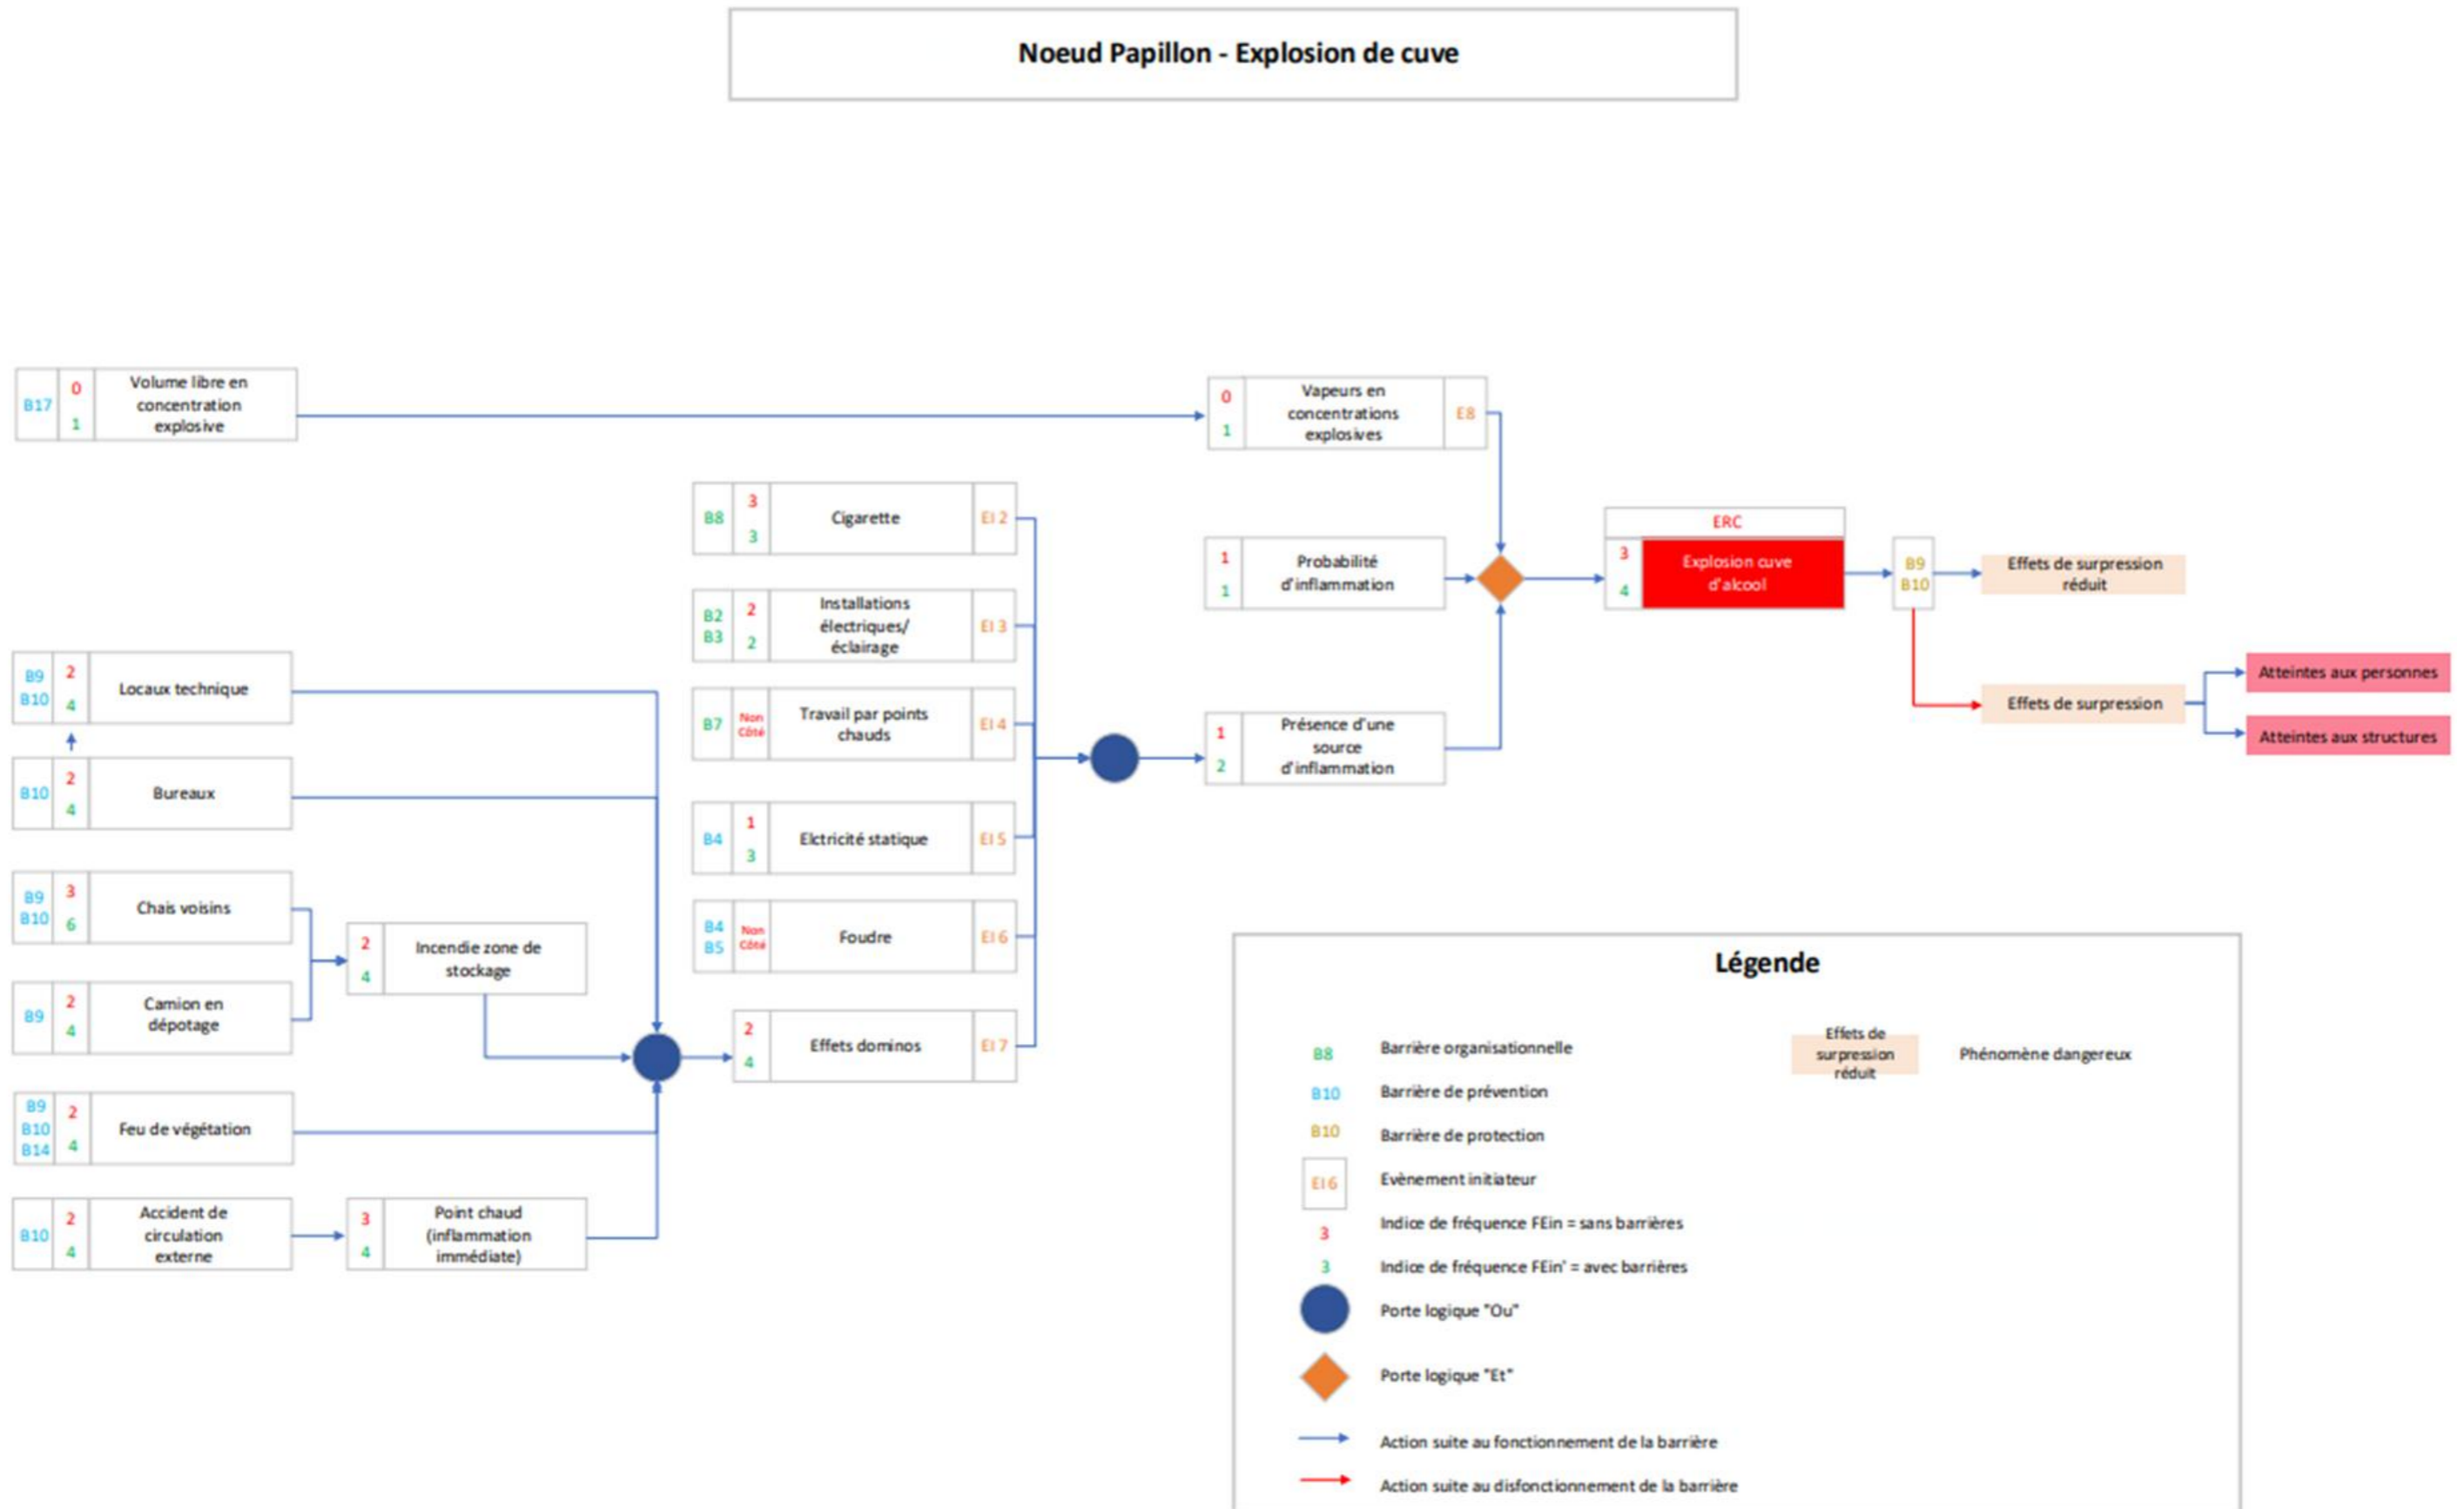 Noeud Papillon - Explosion de cuve
B17
0
1
Volume libre en
concentration
explosive
0
1
Vapeurs en
concentrations
explosives
E8
B8
3
3
Cigarette
EI 2
B2
B3
2
2
Installations
électriques/
éclairage
EI 3
B7
Non
Côté
Travail par points
chauds
EI 4
B4
1
3
Elctricité statique
EI 5
B4
B5
Non
Côté
Foudre
EI 6
2
4
Effets dominos
EI 7
B9
B10
2
4
Locaux technique
B10
2
4
Bureaux
B9
B10
3
6
Chais voisins
B9
2
4
Camion en
dépotage
2
4
Incendie zone de
stockage
B9
B10
B14
2
4
Feu de végétation
B10
2
4
Accident de
circulation
externe
3
4
Point chaud
(inflammation
immédiate)
1
1
Probabilité
d'inflammation
1
2
Présence d'une
source
d'inflammation
ERC
3
4
Explosion cuve
d'alcool
B9
B10
Effets de surpression
réduit
Effets de surpression
Atteintes aux personnes
Atteintes aux structures
Légende
B8
Barrière organisationnelle
B10
Barrière de prévention
B10
Barrière de protection
EI 6
Evènement initiateur
3
Indice de fréquence FEin = sans barrières
3
Indice de fréquence FEin' = avec barrières
Porte logique "Ou"
Porte logique "Et"
Action suite au fonctionnement de la barrière
Action suite au disfonctionnement de la barrière
Effets de
surpression
réduit
Phénomène dangereux